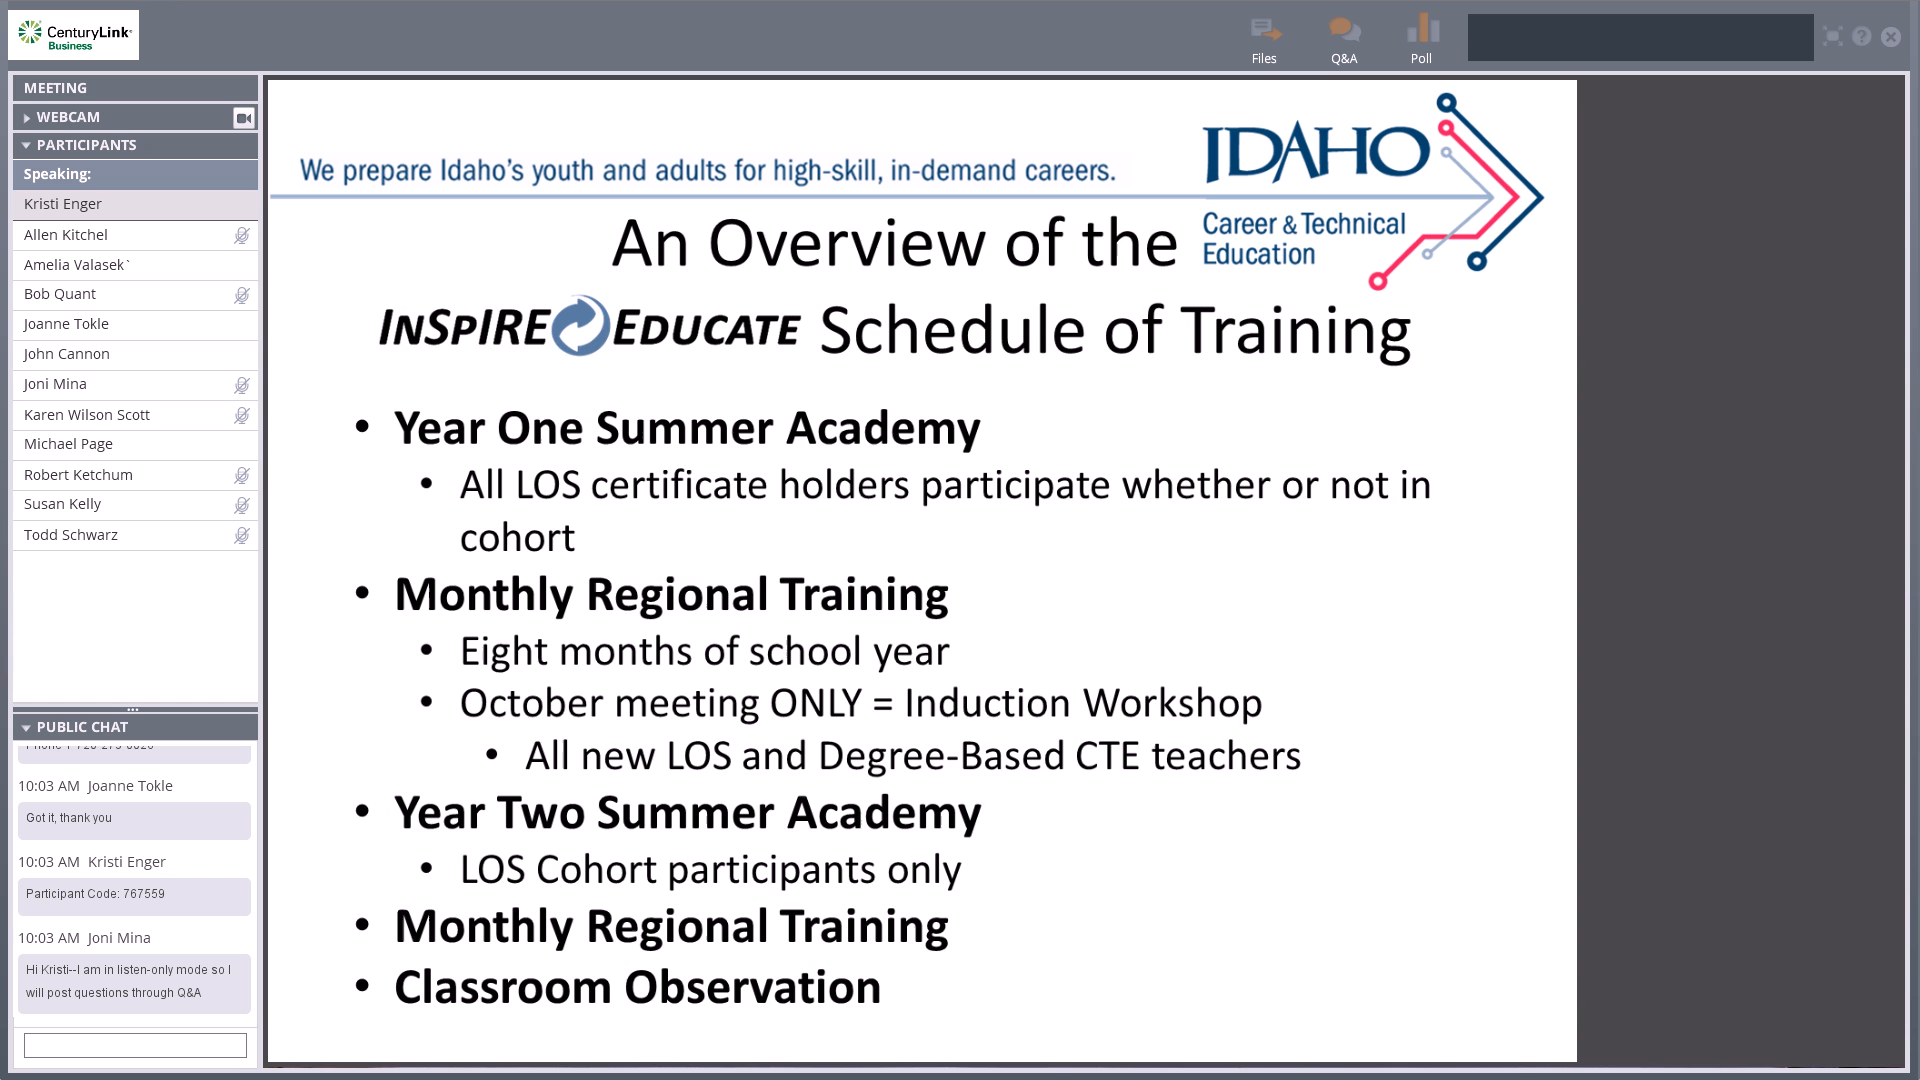 CenturyLink
Business
Files
Q&A
Poll
MEETING
WEBCAM
PARTICIPANTS
Speaking:
Kristi Enger
Allen Kitchel
Amelia Valasek`
Bob Quant
Joanne Tokle
John Cannon
Joni Mina
Karen Wilson Scott
Michael Page
Robert Ketchum
Susan Kelly
Todd Schwarz
PUBLIC CHAT
10:03 AM Joanne Tokle
Got it, thank you
10:03 AM Kristi Enger
Participant Code: 767559
10:03 AM Joni Mina
Hi Kristi--I am in listen-only mode so I
will post questions through Q&A
We prepare Idaho's youth and adults for high-skill, in-demand careers.
IDAHO
Career & Technical
Education
An Overview of the
INSPIRE EDUCATE Schedule of Training
• Year One Summer Academy
• All LOS certificate holders participate whether or not in
cohort
• Monthly Regional Training
• Eight months of school year
• October meeting ONLY = Induction Workshop
• All new LOS and Degree-Based CTE teachers
• Year Two Summer Academy
• LOS Cohort participants only
• Monthly Regional Training
• Classroom Observation